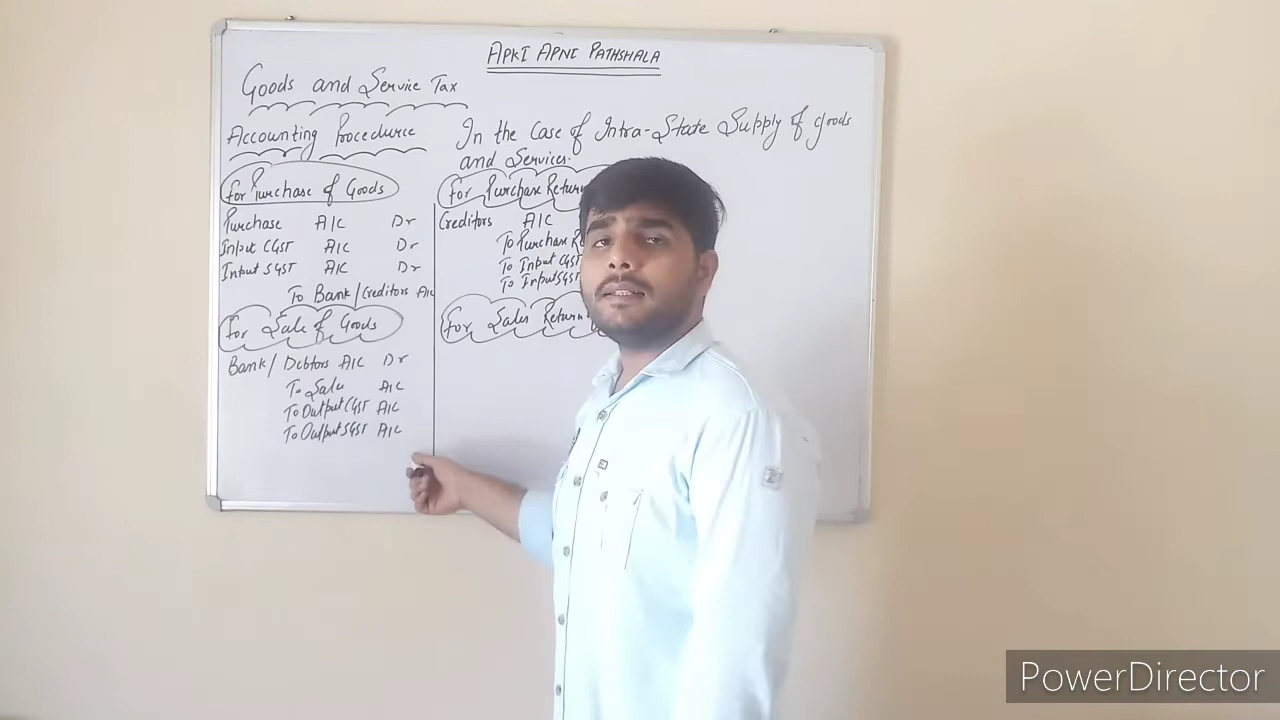 APKI APNI PATHSHALA
Goods and Service Tax
Accounting Procedurce
In the Case of Intra-State Supply of goods
and Services.
For Purchase of Goods
Purchase A/C Dr
Input CGST A/C Dr
Input SGST A/C Dr
To Bank/Creditors A/c
For Sale of Goods
Bank/Debtors A/C Dr
To Sales A/C
To Output CGST A/C
To Output SGST A/C
For Purchase Return
Creditors A/C
To Purchase Re
To Input CGST
To Input SGST
For Sales Return
PowerDirector